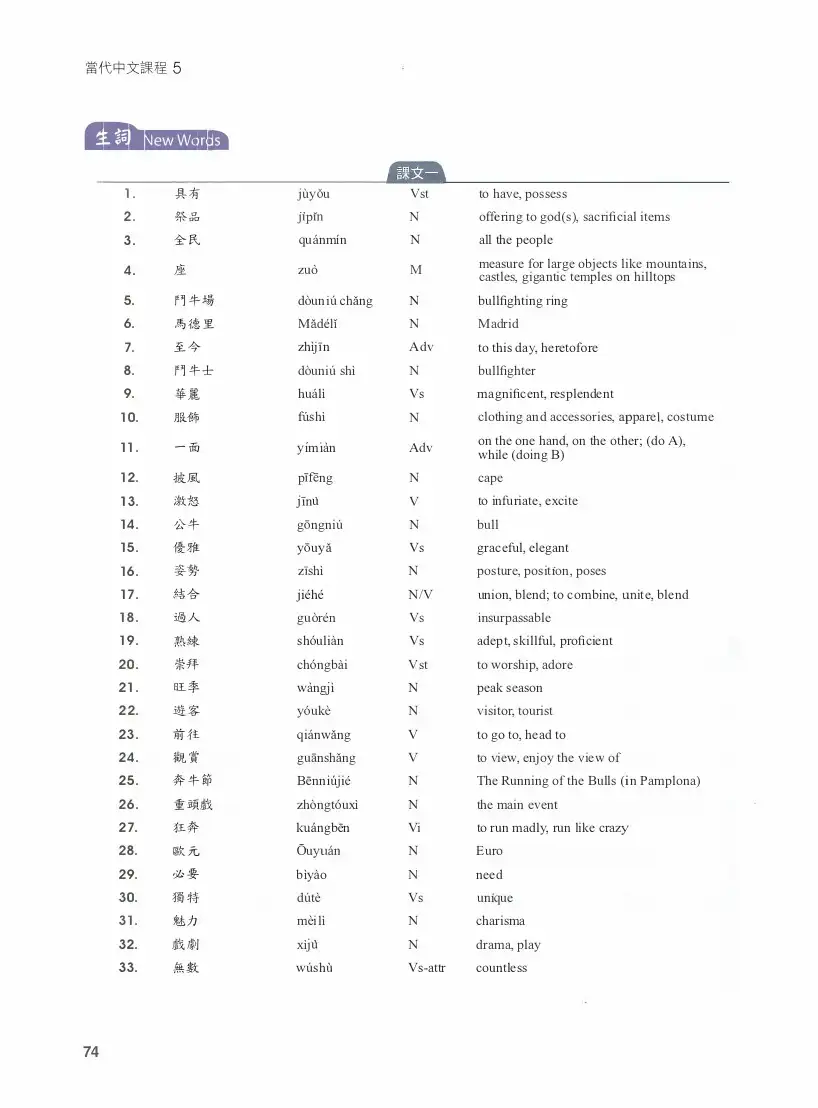 當代中文課程 5
生詞 New Words
課文一
1. 具有 jùyǒu Vst to have, possess
2. 祭品 jìpǐn N offering to god(s), sacrificial items
3. 全民 quánmín N all the people
4. 座 zuò M measure for large objects like mountains,
castles, gigantic temples on hilltops
5. 鬥牛場 dòuniú chǎng N bullfighting ring
6. 馬德里 Mǎdélǐ N Madrid
7. 至今 zhìjīn Adv to this day, heretofore
8. 鬥牛士 dòuniú shì N bullfighter
9. 華麗 huálì Vs magnificent, resplendent
10. 服飾 fúshì N clothing and accessories, apparel, costume
11. 一面 yímiàn Adv on the one hand, on the other; (do A),
while (doing B)
12. 披風 pīfēng N cape
13. 激怒 jīnù V to infuriate, excite
14. 公牛 gōngniú N bull
15. 優雅 yōuyǎ Vs graceful, elegant
16. 姿勢 zīshì N posture, position, poses
17. 結合 jiéhé N/V union, blend; to combine, unite, blend
18. 過人 guòrén Vs insurpassable
19. 熟練 shóuliàn Vs adept, skillful, proficient
20. 崇拜 chóngbài Vst to worship, adore
21. 旺季 wàngjì N peak season
22. 遊客 yóukè N visitor, tourist
23. 前往 qiánwǎng V to go to, head to
24. 觀賞 guānshǎng V to view, enjoy the view of
25. 奔牛節 Bēnniújié N The Running of the Bulls (in Pamplona)
26. 重頭戲 zhòngtóuxì N the main event
27. 狂奔 kuángbēn Vi to run madly, run like crazy
28. 歐元 Ōuyuán N Euro
29. 必要 bìyào N need
30. 獨特 dútè Vs unique
31. 魅力 mèilì N charisma
32. 戲劇 xìjù N drama, play
33. 無數 wúshù Vs-attr countless
74